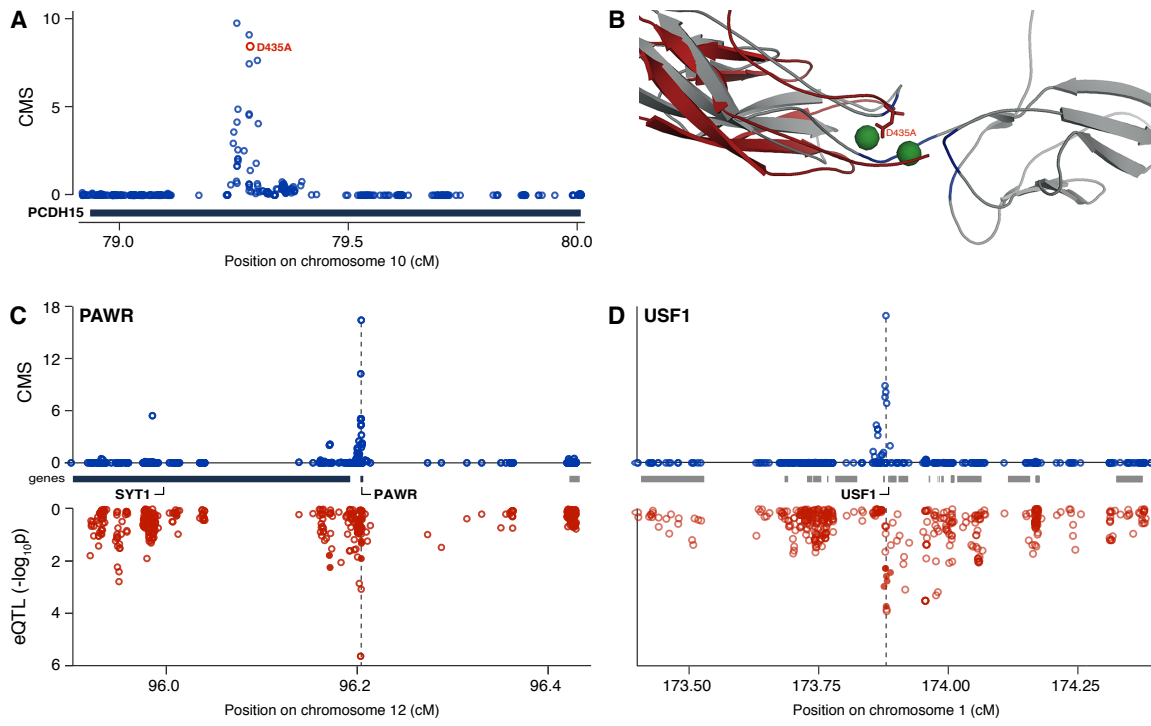 A
10
5
0
CMS
D435A
PCDH15
79.0 79.5 80.0
Position on chromosome 10 (cM)
B
D435A
C PAWR
18
12
6
0
CMS
genes
SYT1 PAWR
0
2
4
6
eQTL (-log10p)
96.0 96.2 96.4
Position on chromosome 12 (cM)
D USF1
USF1
173.50 173.75 174.00 174.25
Position on chromosome 1 (cM)